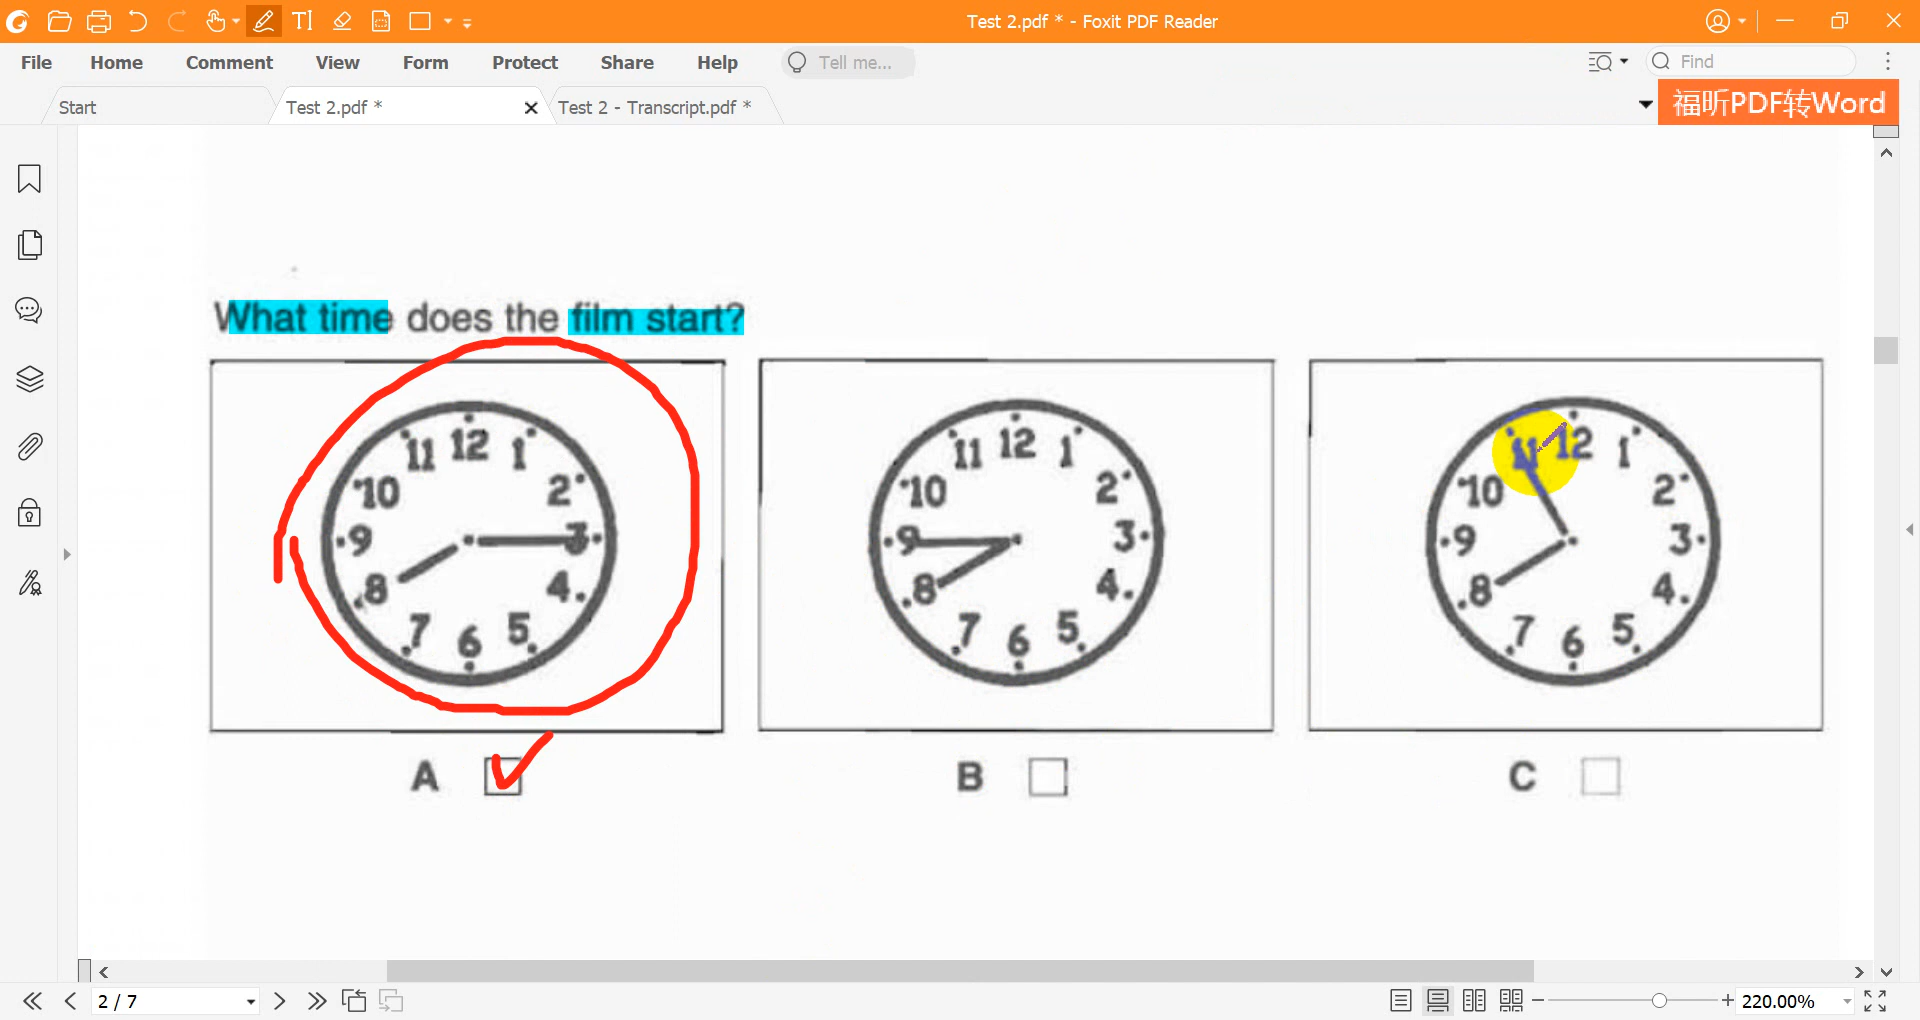 Test 2.pdf * - Foxit PDF Reader
File Home Comment View Form Protect Share Help Tell me... Find
Start Test 2.pdf * Test 2 - Transcript.pdf * 福昕PDF转Word
What time does the film start?
11 12 1
10 2
9 3
8 4
7 6 5
11 12 1
10 2
9 3
8 4
7 6 5
11 12 1
10 2
9 3
8 4
7 6 5
A B C
2 / 7 220.00%